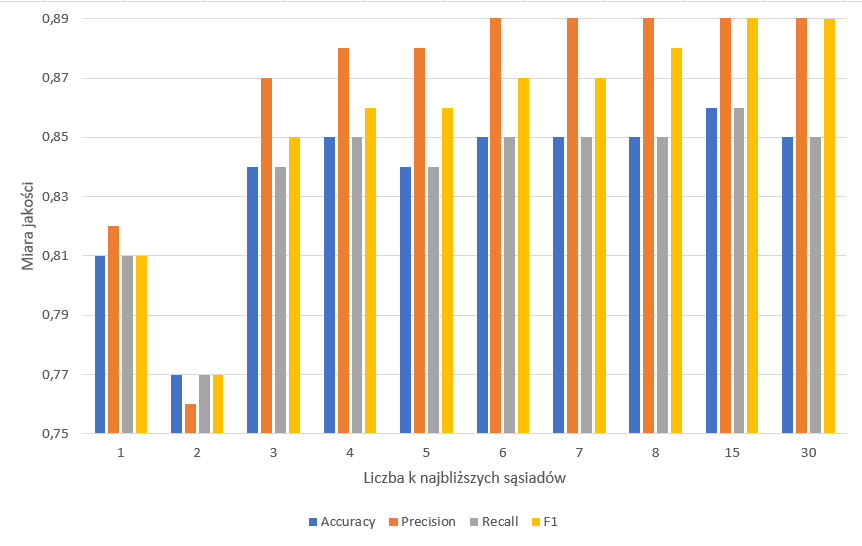 0,89
0,87
0,85
0,83
0,81
0,79
0,77
0,75
Miara jakości
1 2 3 4 5 6 7 8 15 30
Liczba k najbliższych sąsiadów
Accuracy Precision Recall F1